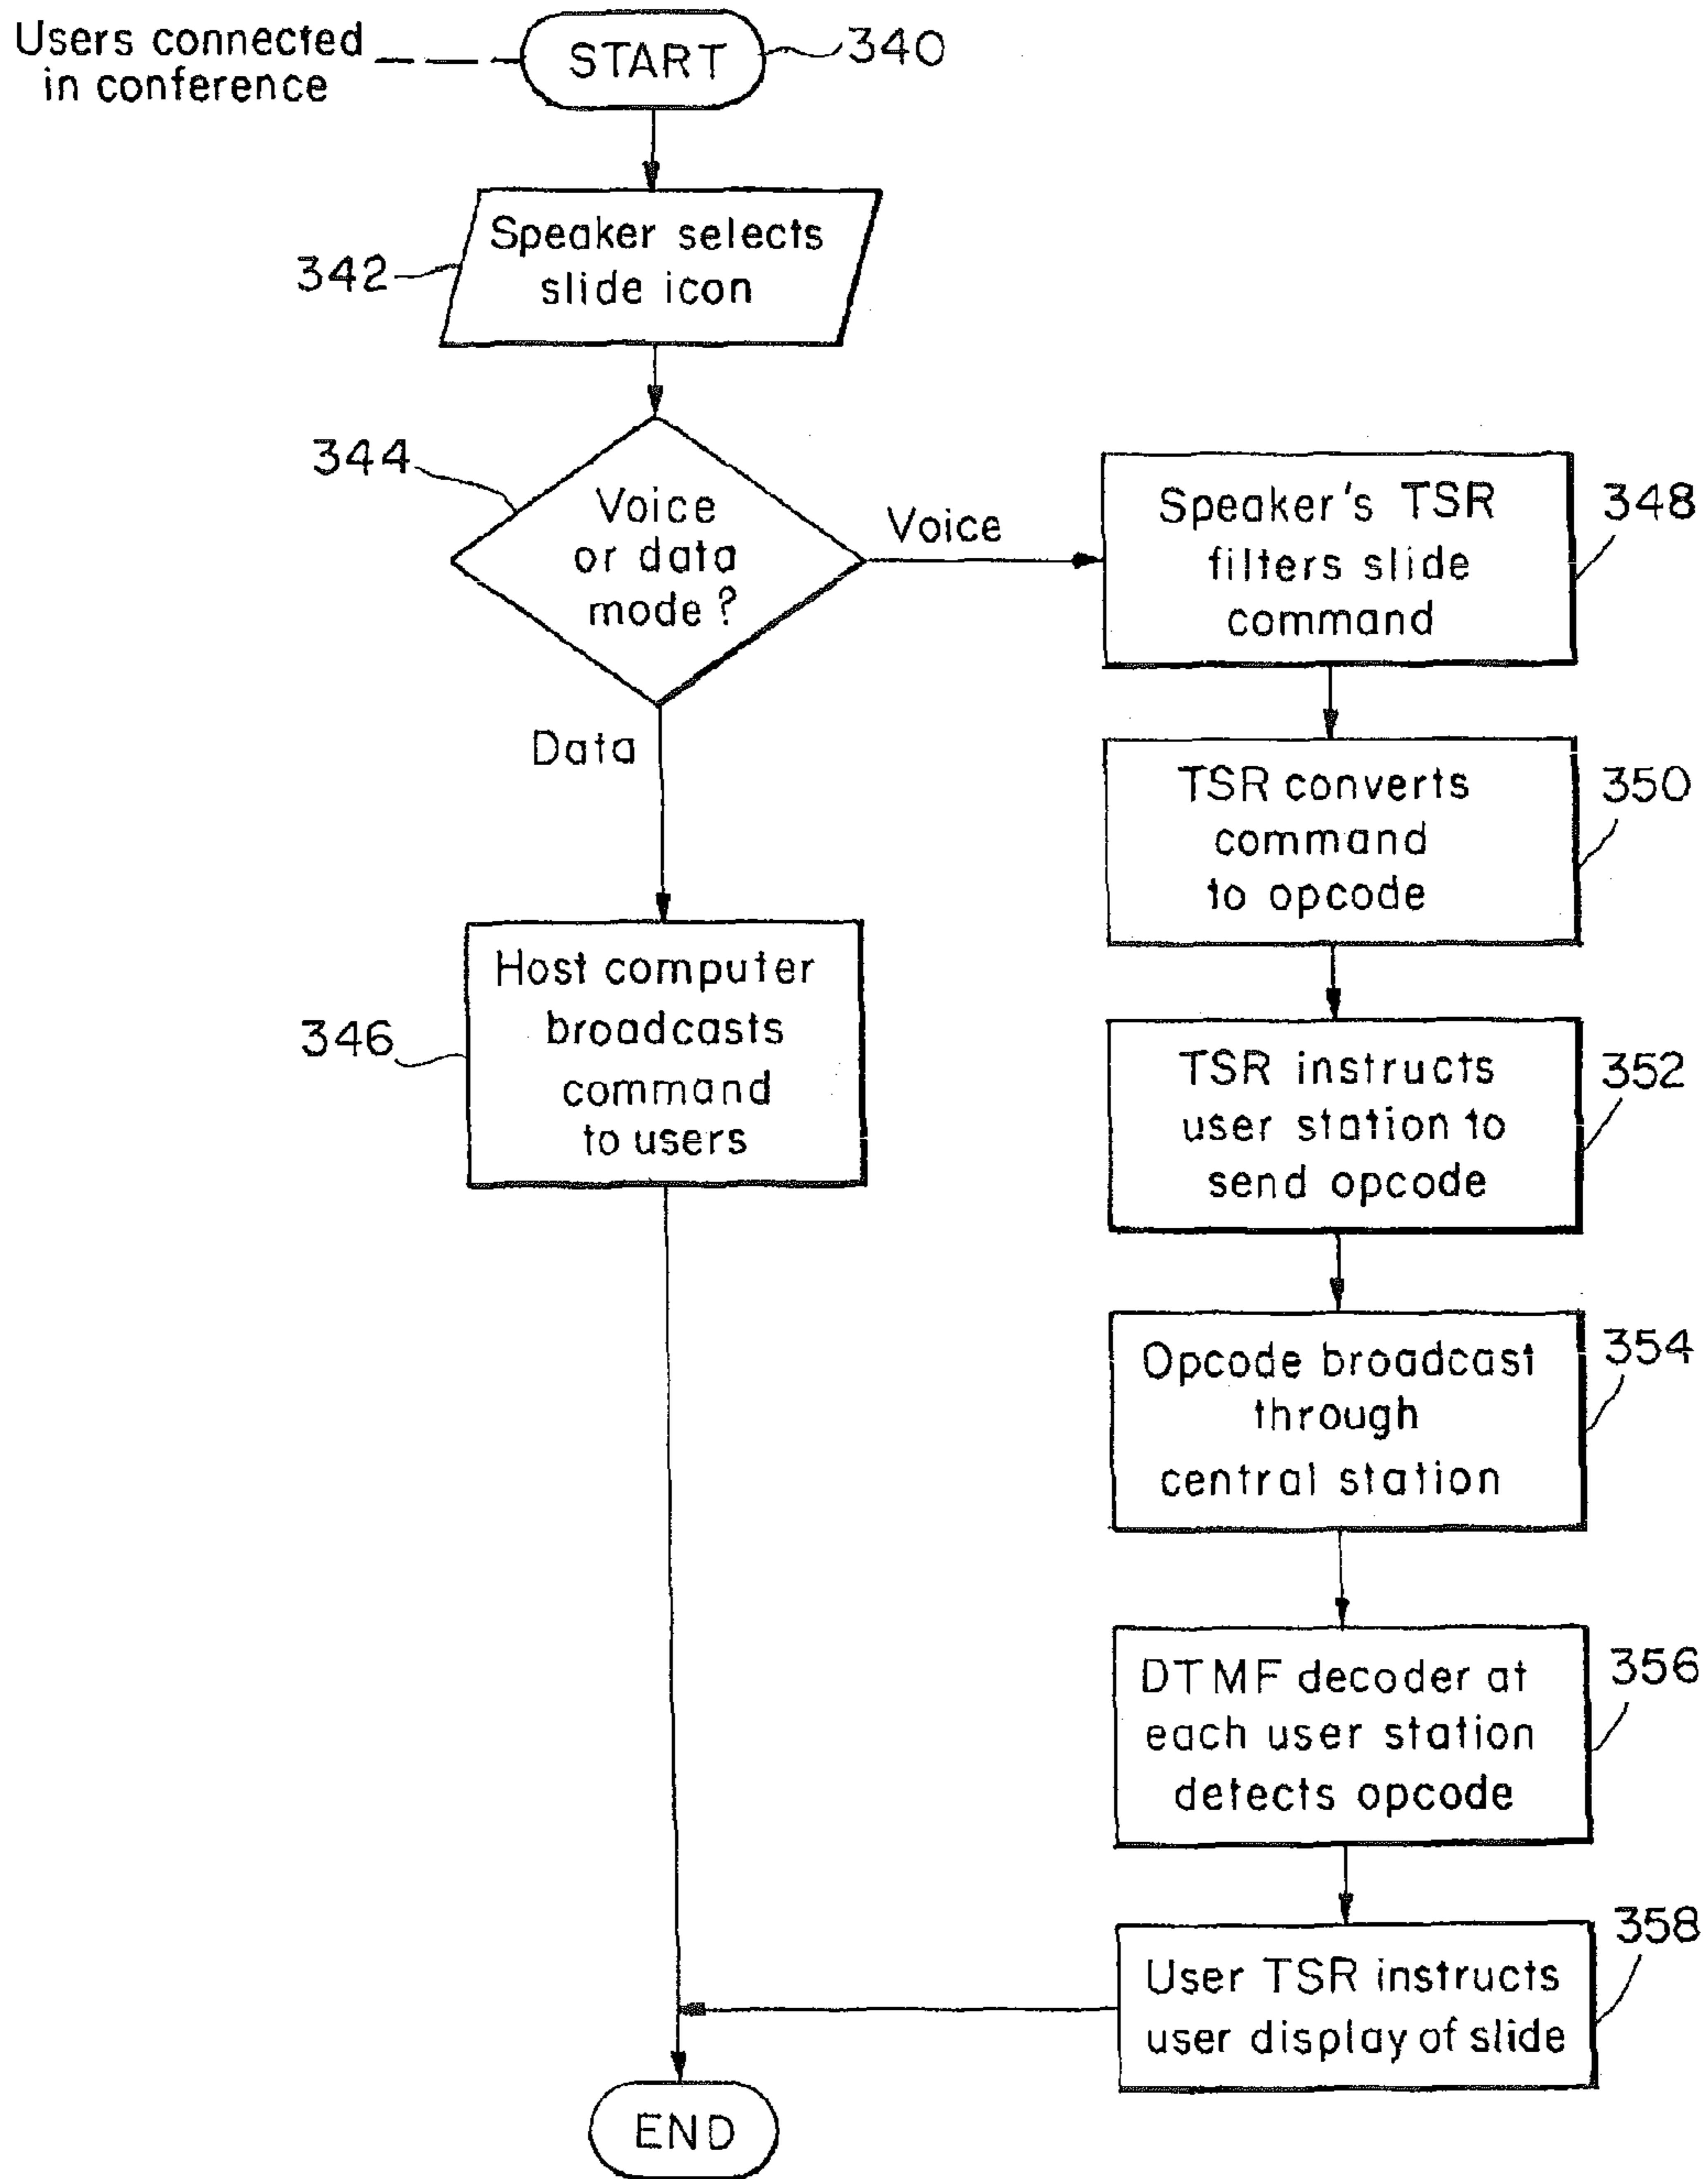 Users connected
in conference
START
340
Speaker selects
slide icon
342
344
Voice
or data
mode?
Voice
Data
Speaker's TSR
filters slide
command
348
TSR converts
command
to opcode
350
Host computer
broadcasts
command
to users
346
TSR instructs
user station to
send opcode
352
Opcode broadcast
through
central station
354
DTMF decoder at
each user station
detects opcode
356
User TSR instructs
user display of slide
358
END